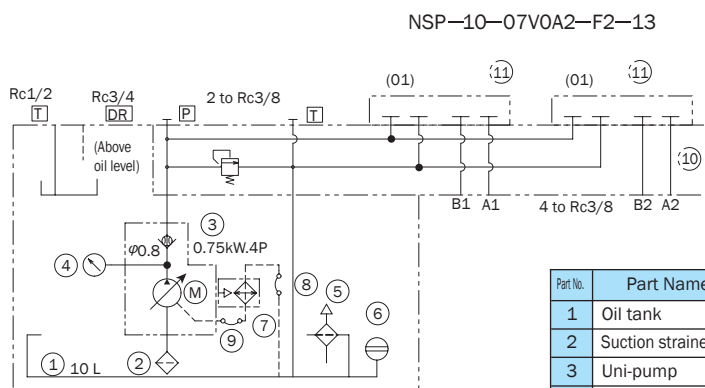 NSP-10-07V0A2-F2-13
(01) 11 (01) 11
Rc1/2 Rc3/4 2 to Rc3/8
T DR P T
(Above
oil level)
10
B1 A1 4 to Rc3/8 B2 A2
3
φ0.8 0.75kW.4P
4
M
8 5
6
7
9
1 10 L 2
Part No. Part Name
1 Oil tank
2 Suction straine
3 Uni-pump